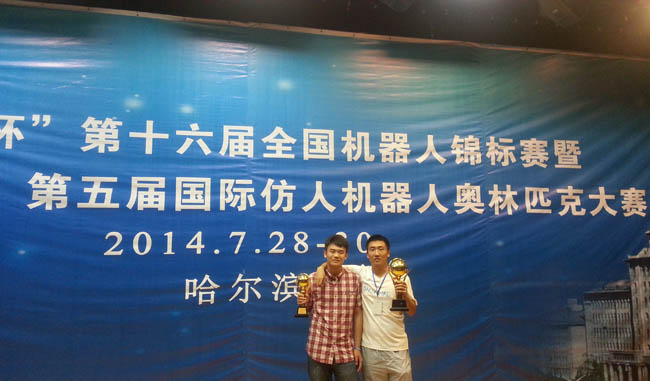 杯”第十六届全国机器人锦标赛暨
第五届国际仿人机器人奥林匹克大赛
2014.7.28-30
哈尔滨